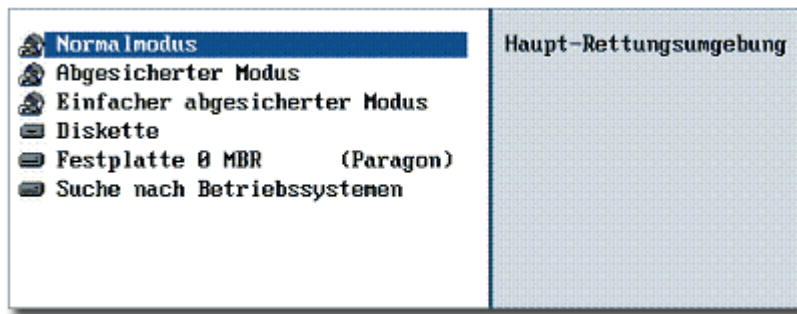 Normalmodus
Abgesicherter Modus
Einfacher abgesicherter Modus
Diskette
Festplatte 0 MBR (Paragon)
Suche nach Betriebssystemen
Haupt-Rettungsumgebung